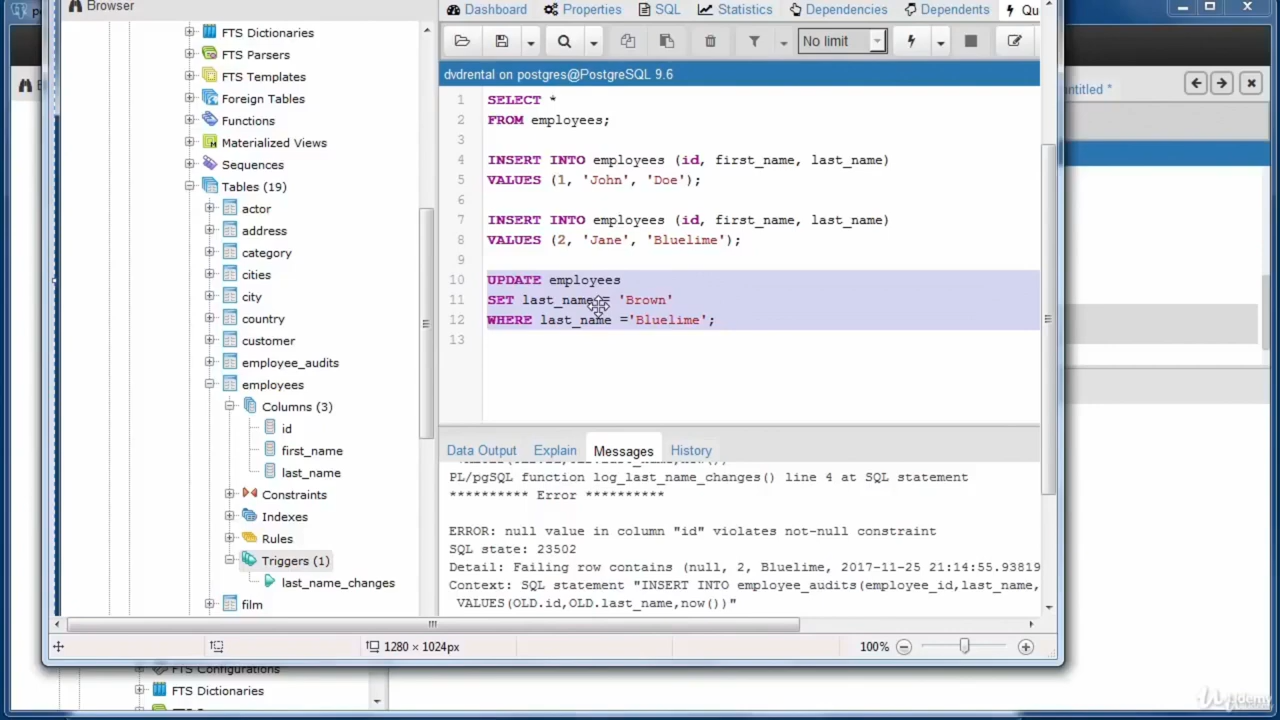 Browser
FTS Dictionaries
FTS Parsers
FTS Templates
Foreign Tables
Functions
Materialized Views
Sequences
Tables (19)
actor
address
category
cities
city
country
customer
employee_audits
employees
Columns (3)
id
first_name
last_name
Constraints
Indexes
Rules
Triggers (1)
last_name_changes
film
Dashboard Properties SQL Statistics Dependencies Dependents Qu
No limit
dvdrental on postgres@PostgreSQL 9.6
1 SELECT *
2 FROM employees;
3
4 INSERT INTO employees (id, first_name, last_name)
5 VALUES (1, 'John', 'Doe');
6
7 INSERT INTO employees (id, first_name, last_name)
8 VALUES (2, 'Jane', 'Bluelime');
9
10 UPDATE employees
11 SET last_name= 'Brown'
12 WHERE last_name ='Bluelime';
13
Data Output Explain Messages History
PL/pgSQL function log_last_name_changes() line 4 at SQL statement
********** Error **********
ERROR: null value in column "id" violates not-null constraint
SQL state: 23502
Detail: Failing row contains (null, 2, Bluelime, 2017-11-25 21:14:55.93819
Context: SQL statement "INSERT INTO employee_audits(employee_id,last_name,
VALUES(OLD.id,OLD.last_name,now())"
1280 × 1024px
100%
ntitled *
FTS Configurations
FTS Dictionaries
Udemy